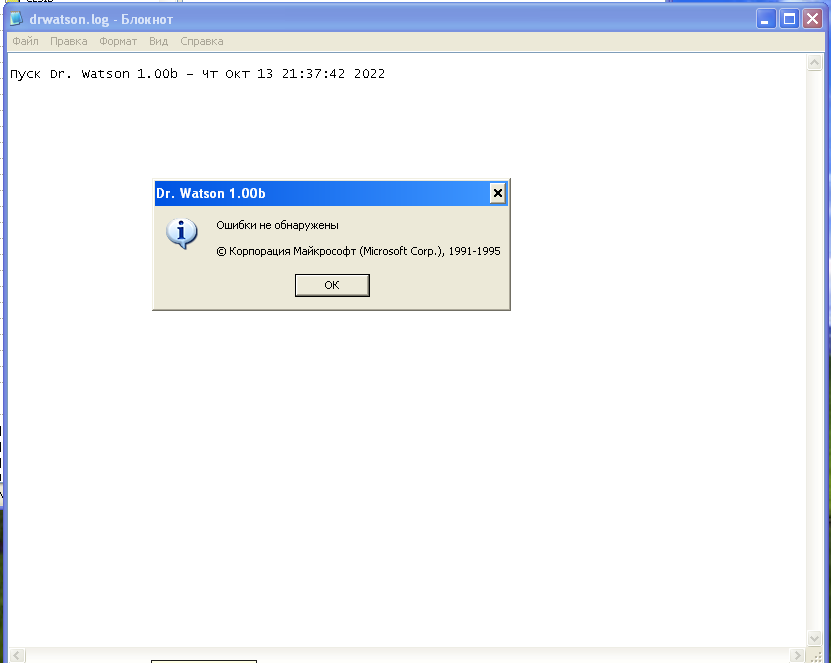 drwatson.log - Блокнот
Файл Правка Формат Вид Справка
Пуск Dr. Watson 1.00b - Чт Окт 13 21:37:42 2022
Dr. Watson 1.00b
Ошибки не обнаружены
© Корпорация Майкрософт (Microsoft Corp.), 1991-1995
ОК